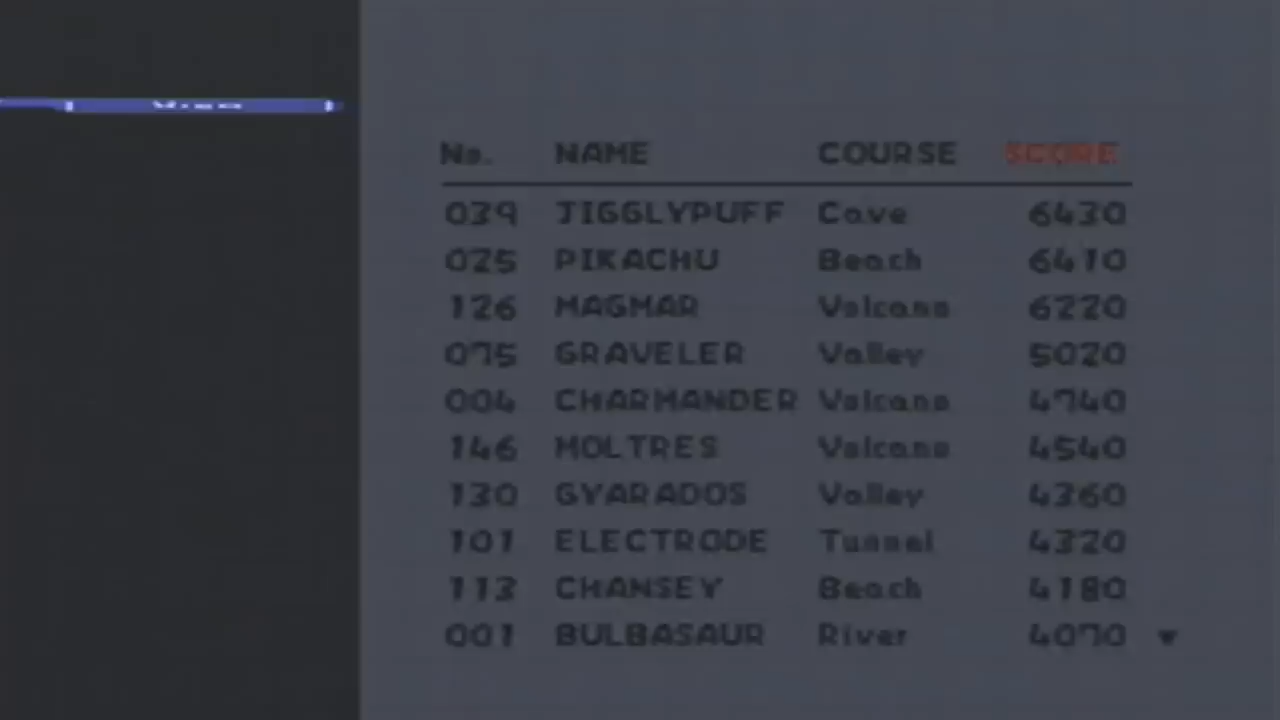 No. NAME COURSE SCORE
039 JIGGLYPUFF Cave 6430
025 PIKACHU Beach 6410
126 MAGMAR Volcano 6220
075 GRAVELER Valley 5020
004 CHARMANDER Volcano 4740
146 MOLTRES Volcano 4540
130 GYARADOS Valley 4360
101 ELECTRODE Tunnel 4320
113 CHANSEY Beach 4180
001 BULBASAUR River 4070